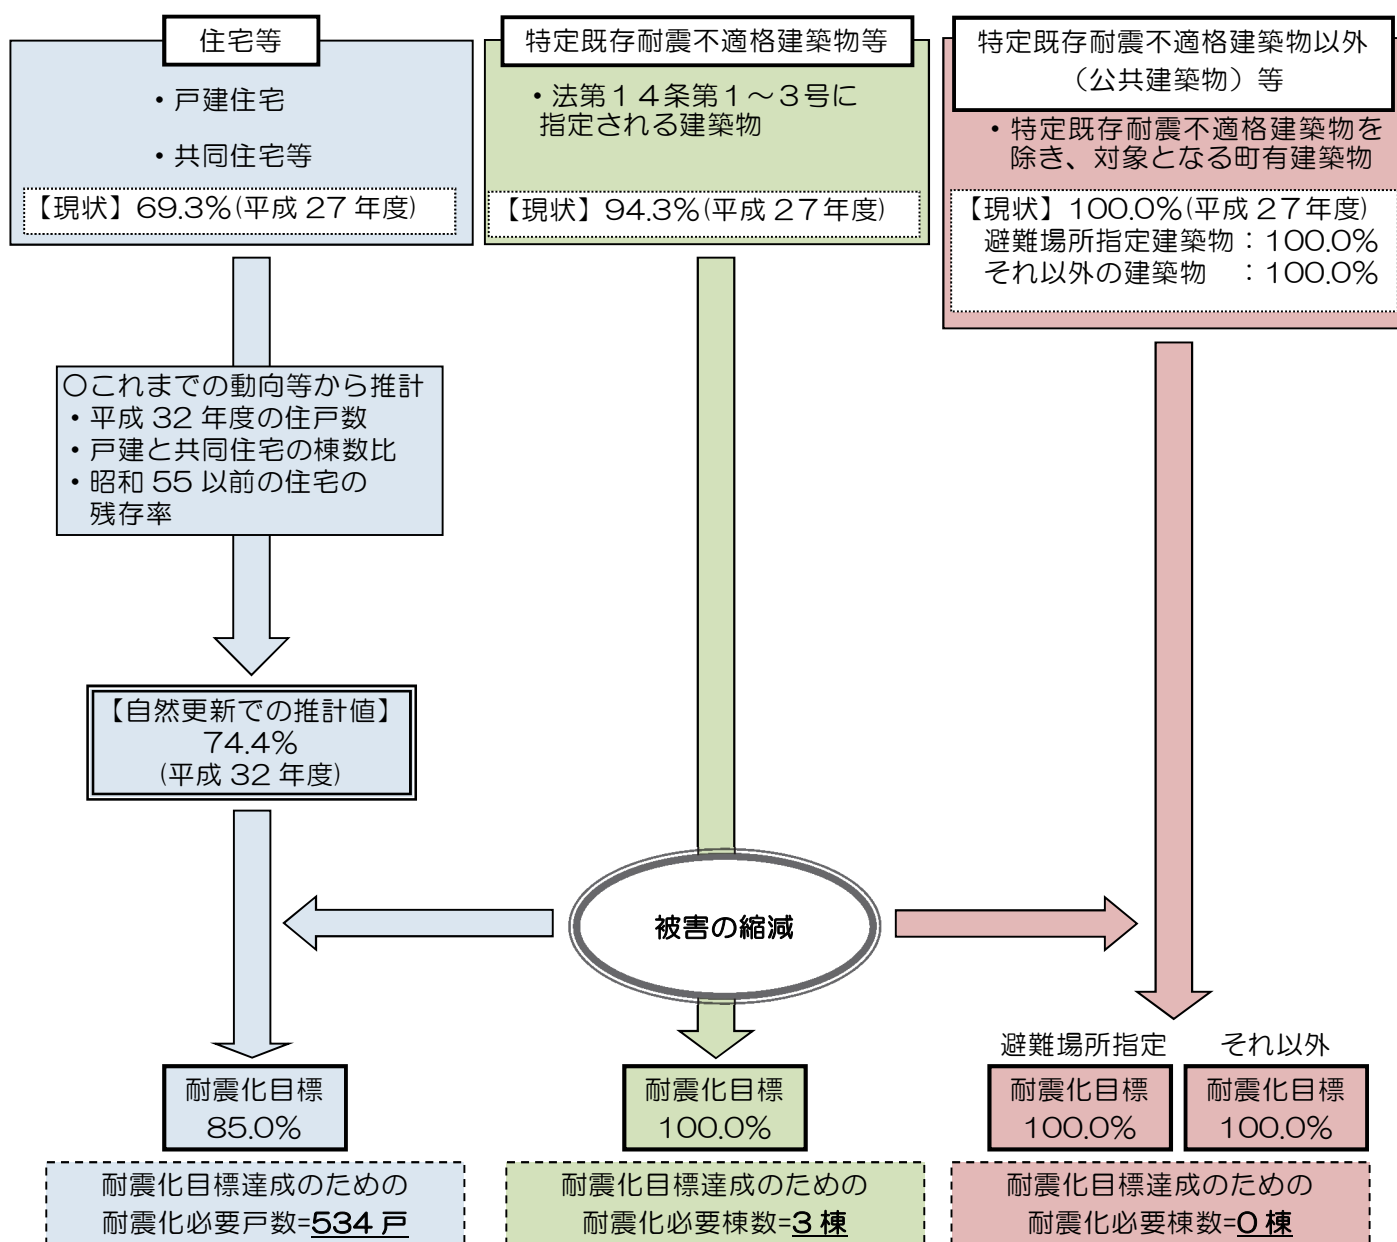 住宅等
・戸建住宅
・共同住宅等
【現状】69.3%(平成 27 年度)
○これまでの動向等から推計
・平成 32 年度の住戸数
・戸建と共同住宅の棟数比
・昭和 55 以前の住宅の
残存率
【自然更新での推計値】
74.4%
(平成 32 年度)
耐震化目標
85.0%
耐震化目標達成のための
耐震化必要戸数=534 戸
特定既存耐震不適格建築物等
・法第14条第1~3号に
指定される建築物
【現状】94.3%(平成 27年度)
被害の縮減
耐震化目標
100.0%
耐震化目標達成のための
耐震化必要棟数=3 棟
特定既存耐震不適格建築物以外
(公共建築物)等
・特定既存耐震不適格建築物を
除き、対象となる町有建築物
【現状】100.0%(平成 27年度)
避難場所指定建築物:100.0%
それ以外の建築物 :100.0%
避難場所指定 それ以外
耐震化目標 耐震化目標
100.0% 100.0%
耐震化目標達成のための
耐震化必要棟数=0 棟